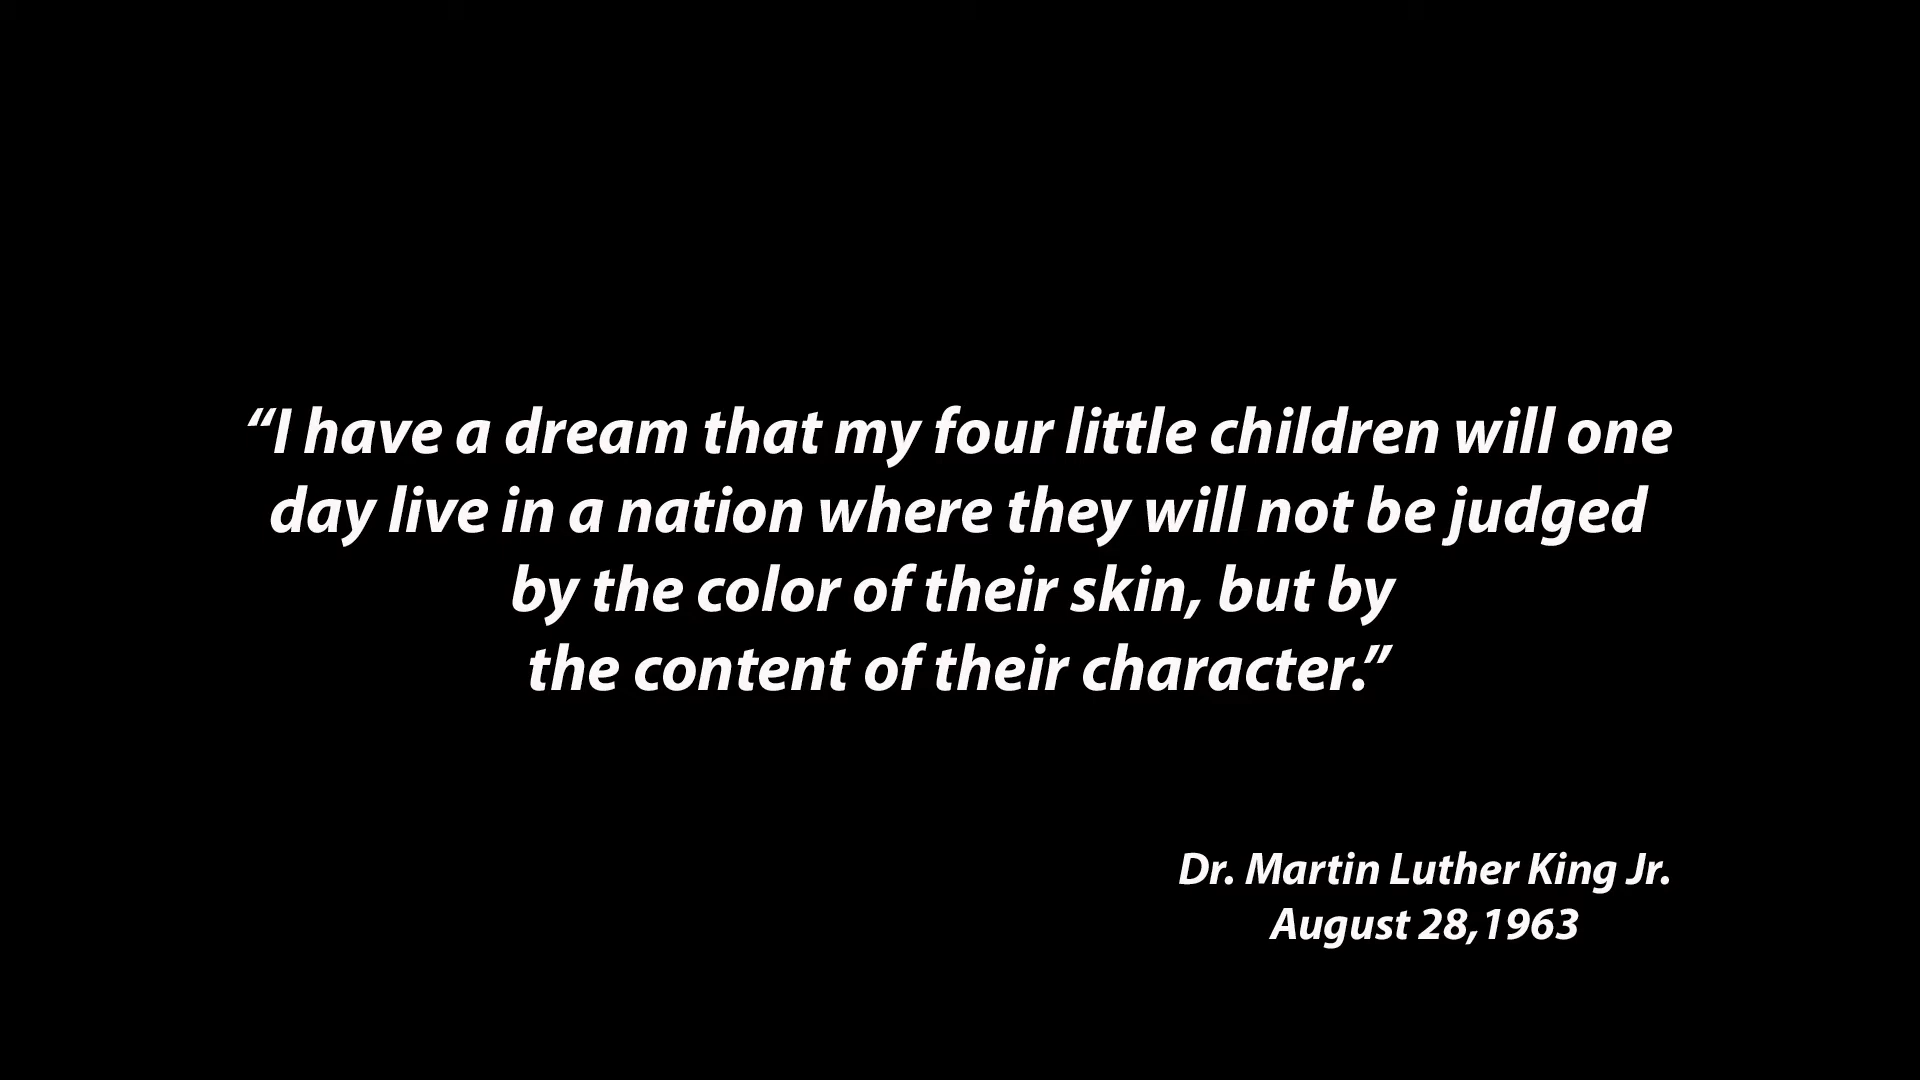 “I have a dream that my four little children will one
day live in a nation where they will not be judged
by the color of their skin, but by
the content of their character.”
Dr. Martin Luther King Jr.
August 28,1963